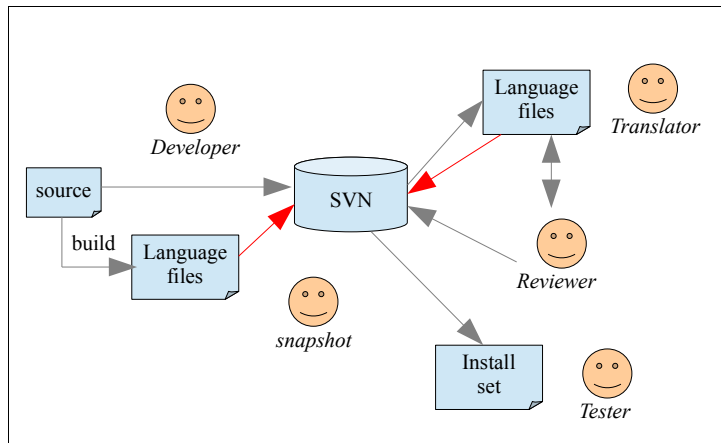 Language
files
Translator
Developer
source
SVN
build
Language
files
Reviewer
snapshot
Install
set
Tester